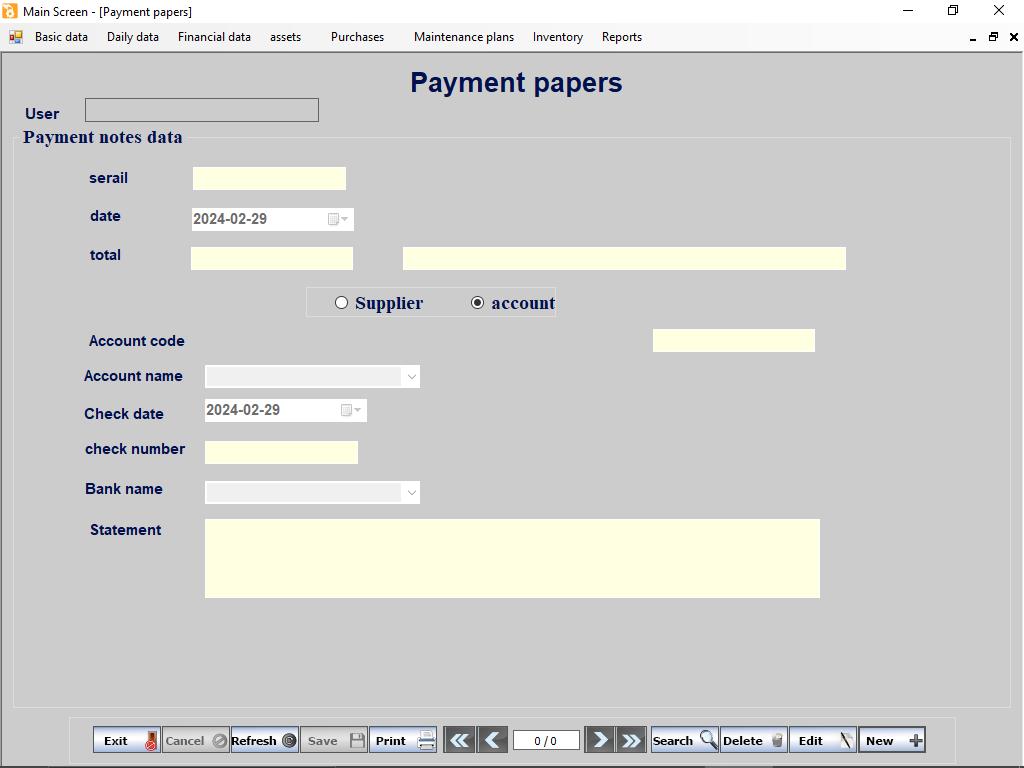 Main Screen - [Payment papers]
Basic data Daily data Financial data assets Purchases Maintenance plans Inventory Reports
Payment papers
User
Payment notes data
serail
date 2024-02-29
total
Supplier account
Account code
Account name
Check date 2024-02-29
check number
Bank name
Statement
Exit Cancel Refresh Save Print 0 / 0 Search Delete Edit New